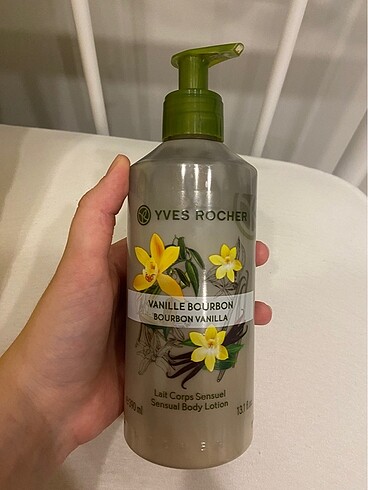 YVES ROCHER
VANILLE BOURBON
BOURBON VANILLA
Lait Corps Sensuel
Sensual Body Lotion